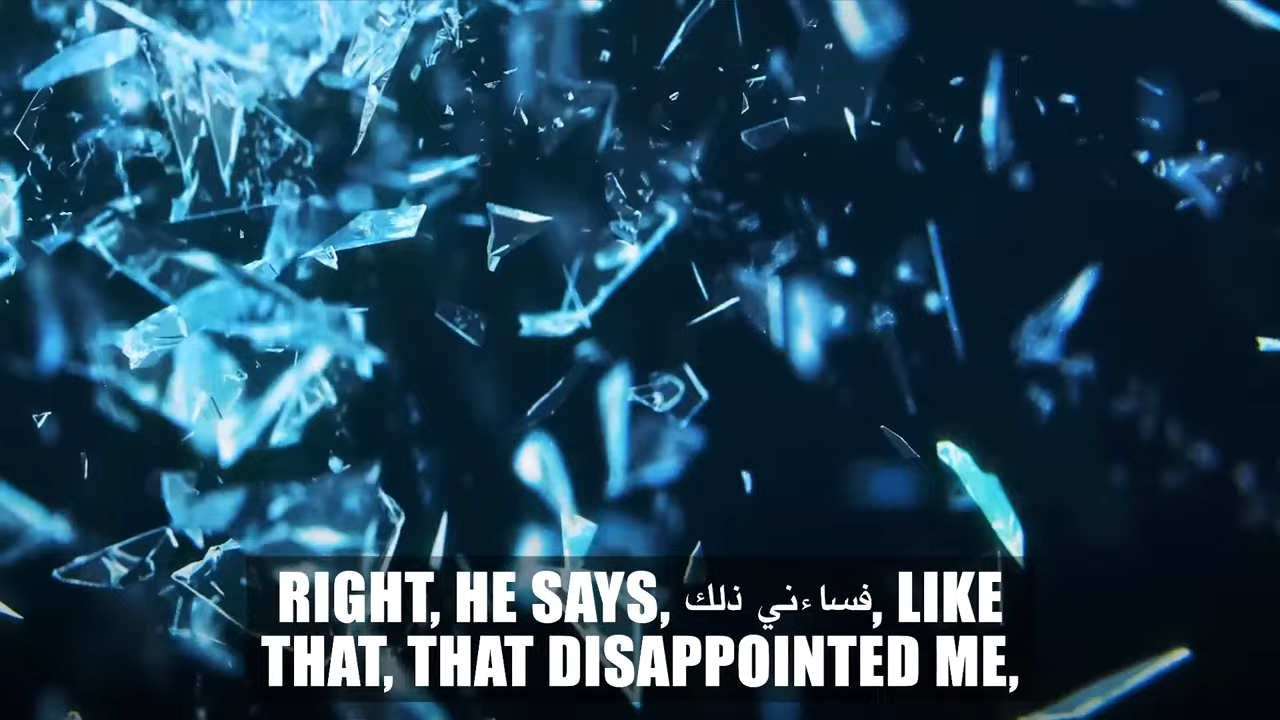 RIGHT, HE SAYS, فساءني ذلك, LIKE
THAT, THAT DISAPPOINTED ME,